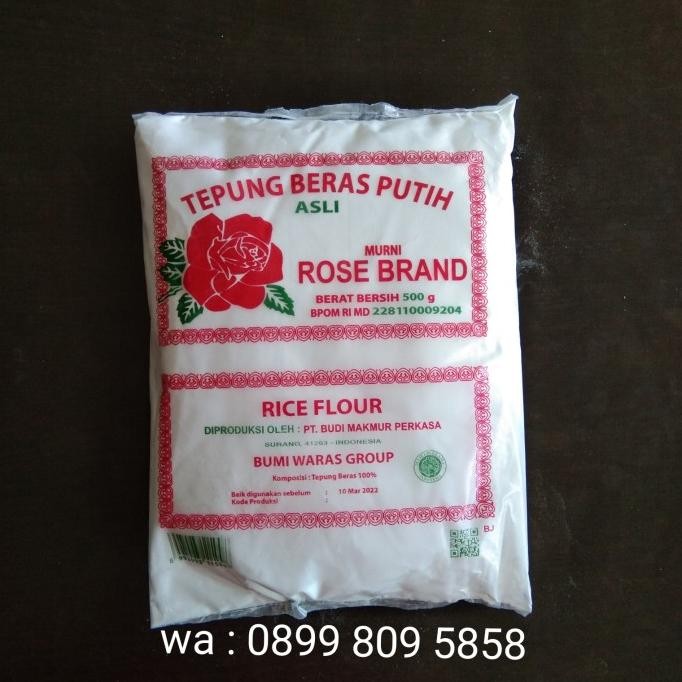 TEPUNG BERAS PUTIH
ASLI
MURNI
ROSE BRAND
BERAT BERSIH 500 g
BPOM RI MD 228110009204
RICE FLOUR
DIPRODUKSI OLEH : PT. BUDI MAKMUR PERKASA
SUBANG, 41263 - INDONESIA
BUMI WARAS GROUP
Komposisi : Tepung Beras 100%
Baik digunakan sebelum : 10 Mar 2022
Kode Produksi :
BJ
wa : 0899 809 5858